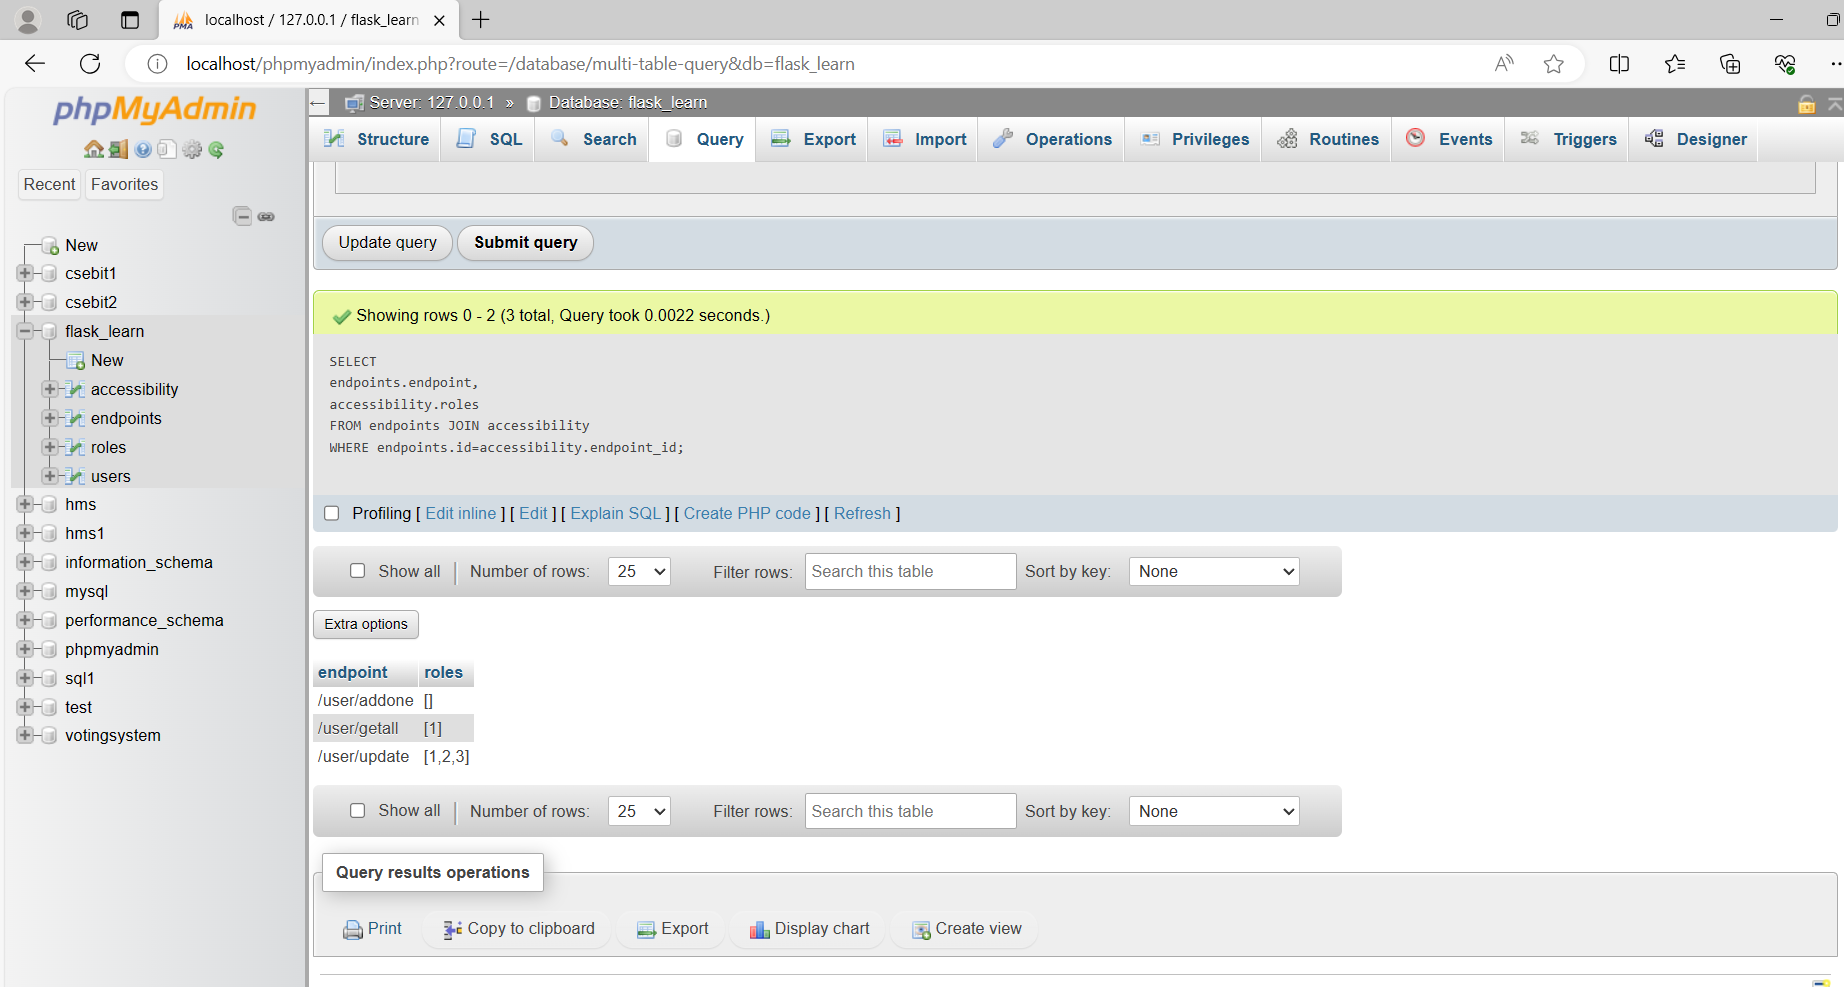 localhost / 127.0.0.1 / flask_learn
localhost/phpmyadmin/index.php?route=/database/multi-table-query&db=flask_learn
phpMyAdmin
Recent Favorites
New
csebit1
csebit2
flask_learn
New
accessibility
endpoints
roles
users
hms
hms1
information_schema
mysql
performance_schema
phpmyadmin
sql1
test
votingsystem
Server: 127.0.0.1 » Database: flask_learn
Structure SQL Search Query Export Import Operations Privileges Routines Events Triggers Designer
Update query Submit query
Showing rows 0 - 2 (3 total, Query took 0.0022 seconds.)
SELECT
endpoints.endpoint,
accessibility.roles
FROM endpoints JOIN accessibility
WHERE endpoints.id=accessibility.endpoint_id;
Profiling [ Edit inline ] [ Edit ] [ Explain SQL ] [ Create PHP code ] [ Refresh ]
Show all Number of rows: 25 Filter rows: Search this table Sort by key: None
Extra options
endpoint roles
/user/addone []
/user/getall [1]
/user/update [1,2,3]
Show all Number of rows: 25 Filter rows: Search this table Sort by key: None
Query results operations
Print Copy to clipboard Export Display chart Create view